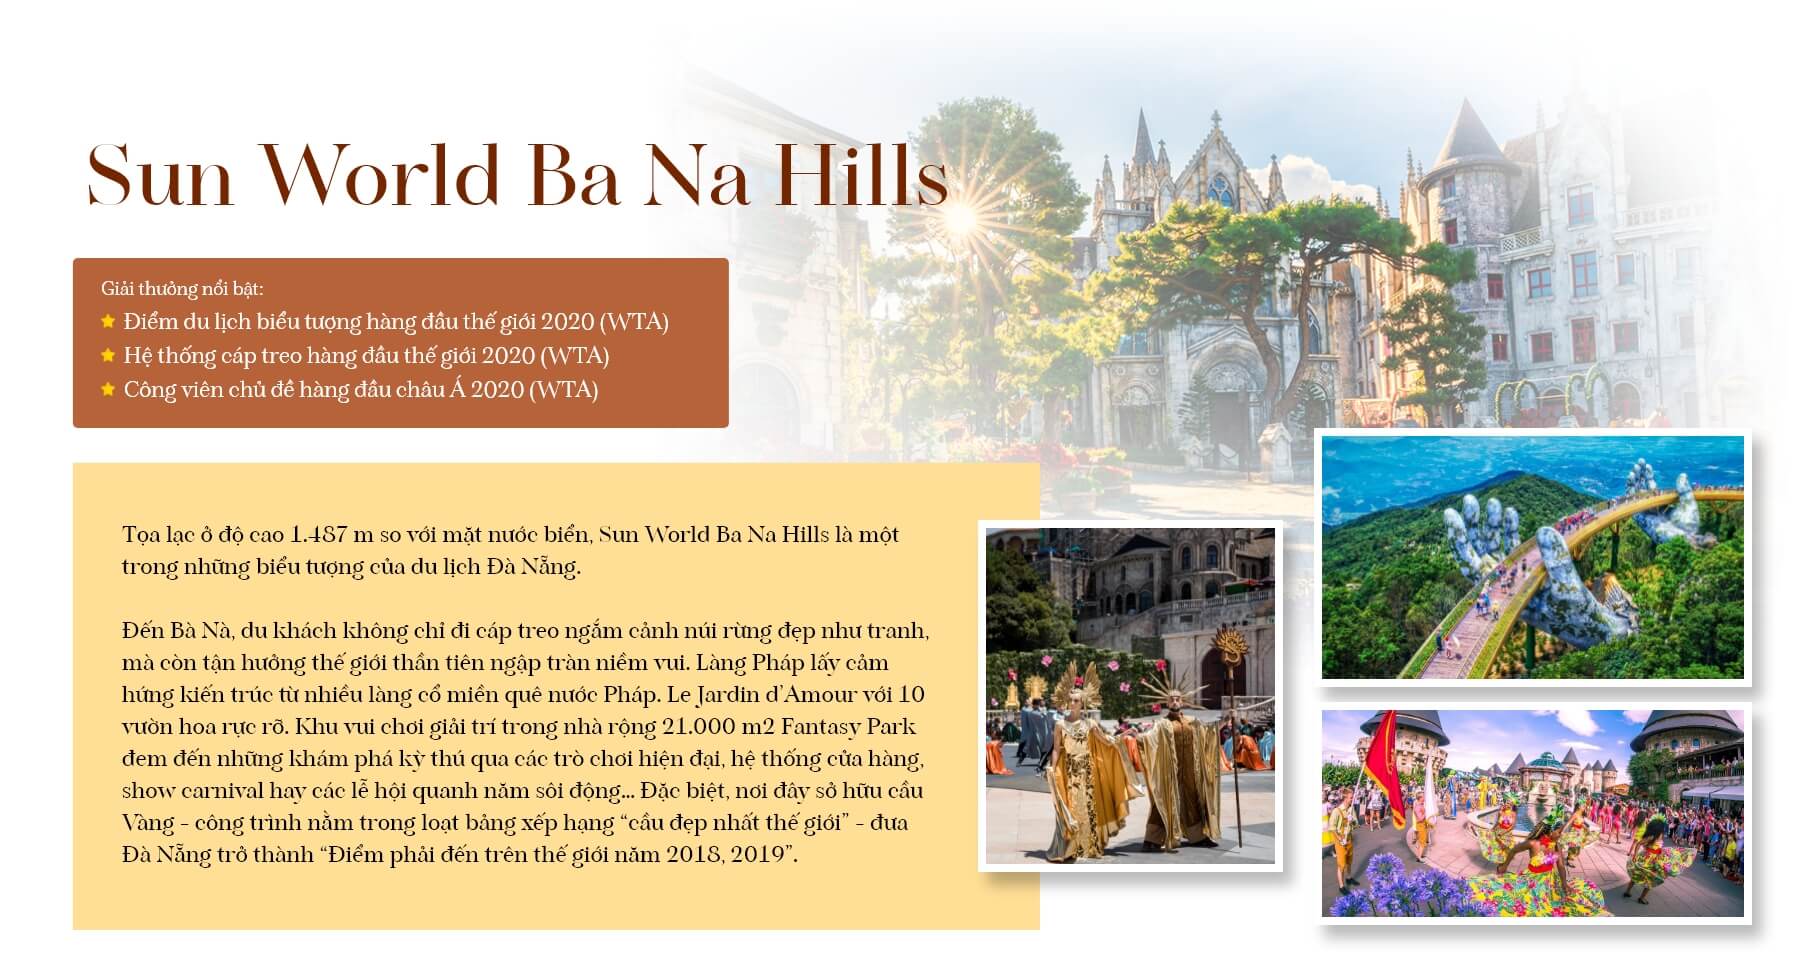 Sun World Ba Na Hills
Giải thưởng nổi bật:
Điểm du lịch biểu tượng hàng đầu thế giới 2020 (WTA)
Hệ thống cáp treo hàng đầu thế giới 2020 (WTA)
Công viên chủ đề hàng đầu châu Á 2020 (WTA)
Tọa lạc ở độ cao 1.487 m so với mặt nước biển, Sun World Ba Na Hills là một
trong những biểu tượng của du lịch Đà Nẵng.
Đến Bà Nà, du khách không chỉ đi cáp treo ngắm cảnh núi rừng đẹp như tranh,
mà còn tận hưởng thế giới thần tiên ngập tràn niềm vui. Làng Pháp lấy cảm
hứng kiến trúc từ nhiều làng cổ miền quê nước Pháp. Le Jardin d’Amour với 10
vườn hoa rực rỡ. Khu vui chơi giải trí trong nhà rộng 21.000 m2 Fantasy Park
đem đến những khám phá kỳ thú qua các trò chơi hiện đại, hệ thống cửa hàng,
show carnival hay các lễ hội quanh năm sôi động... Đặc biệt, nơi đây sở hữu cầu
Vàng - công trình nằm trong loạt bảng xếp hạng “cầu đẹp nhất thế giới” - đưa
Đà Nẵng trở thành “Điểm phải đến trên thế giới năm 2018, 2019”.